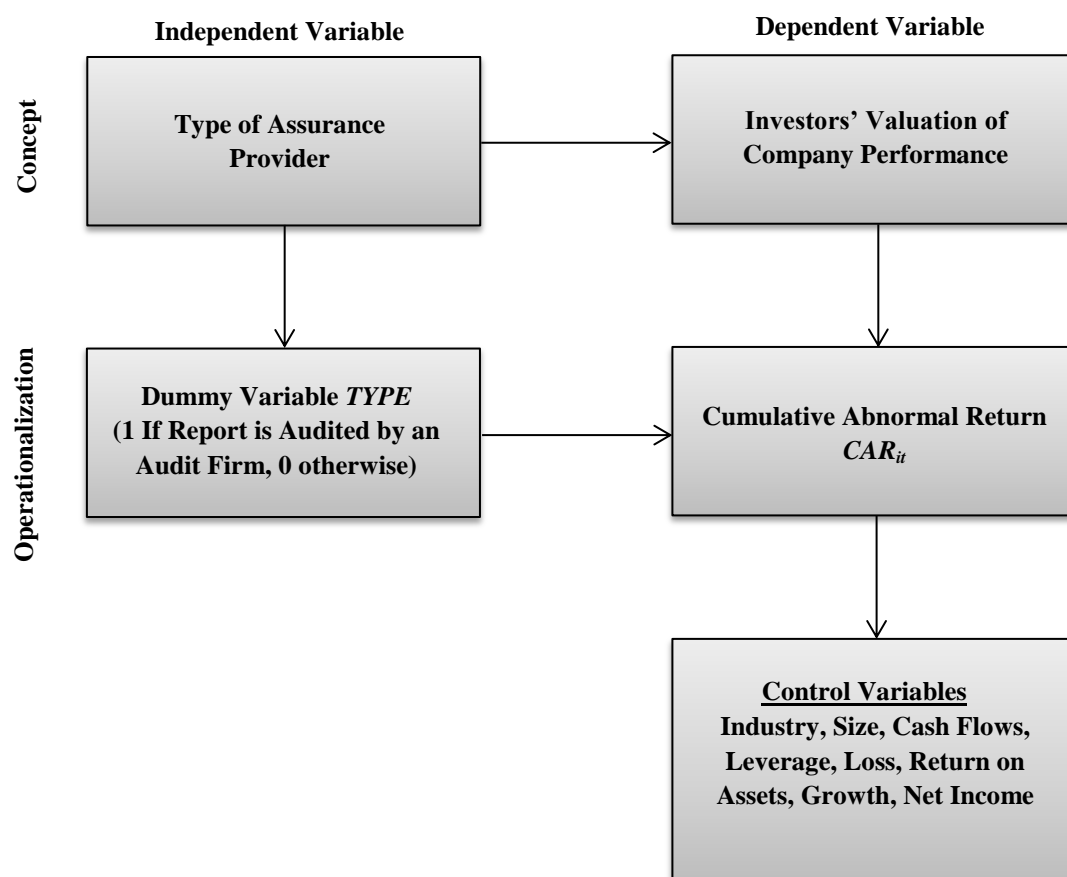 Independent Variable
Dependent Variable
Concept
Type of Assurance
Provider
Investors’ Valuation of
Company Performance
Operationalization
Dummy Variable TYPE
(1 If Report is Audited by an
Audit Firm, 0 otherwise)
Cumulative Abnormal Return
CARit
Control Variables
Industry, Size, Cash Flows,
Leverage, Loss, Return on
Assets, Growth, Net Income